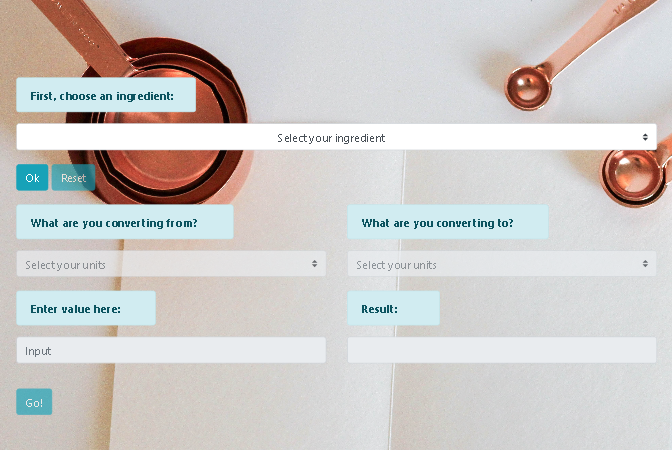 First, choose an ingredient:
Select your ingredient
Ok Reset
What are you converting from? What are you converting to?
Select your units Select your units
Enter value here: Result:
Input
Go!